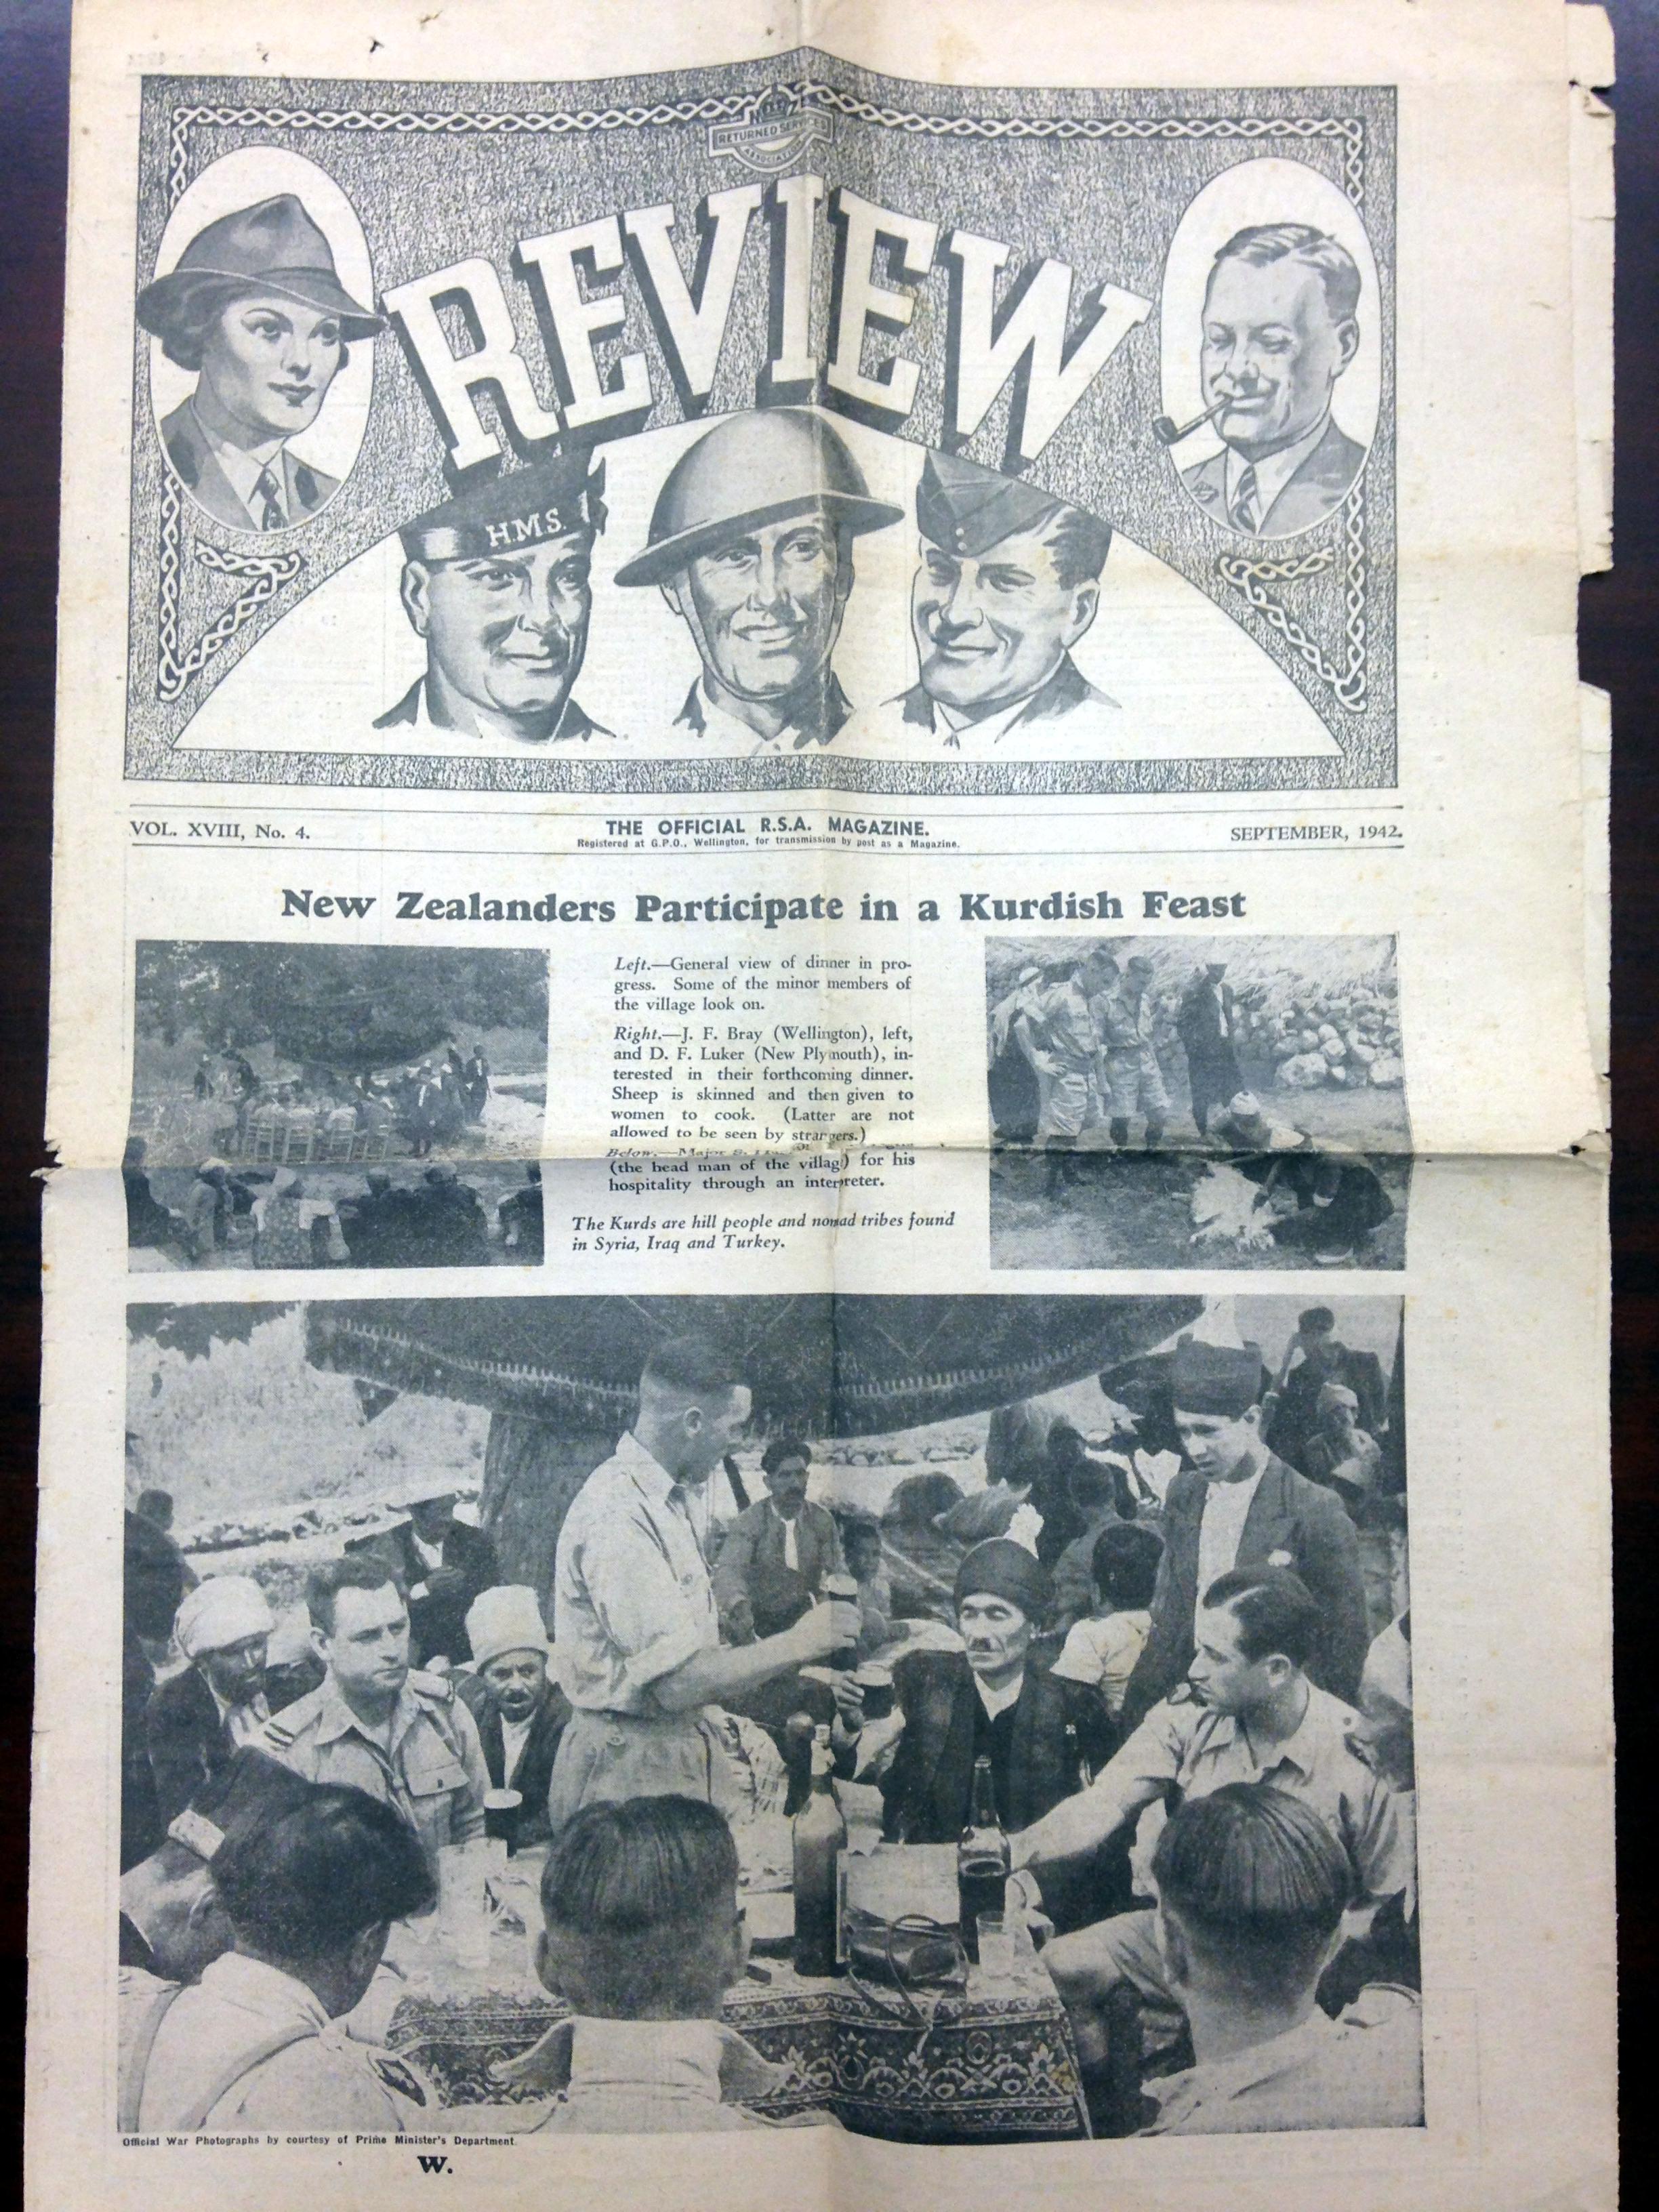 RETURNED SERVICES
ASSOCIATION
REVIEW
H.M.S.
VOL. XVIII, No. 4.
THE OFFICIAL R.S.A. MAGAZINE.
Registered at G.P.O., Wellington, for transmission by post as a Magazine.
SEPTEMBER, 1942.
New Zealanders Participate in a Kurdish Feast
Left.—General view of dinner in pro-
gress. Some of the minor members of
the village look on.
Right.—J. F. Bray (Wellington), left,
and D. F. Luker (New Plymouth), in-
terested in their forthcoming dinner.
Sheep is skinned and then given to
women to cook. (Latter are not
allowed to be seen by strangers.)
Below.—Major
(the head man of the village) for his
hospitality through an interpreter.
The Kurds are hill people and nomad tribes found
in Syria, Iraq and Turkey.
Official War Photographs by courtesy of Prime Minister's Department.
W.